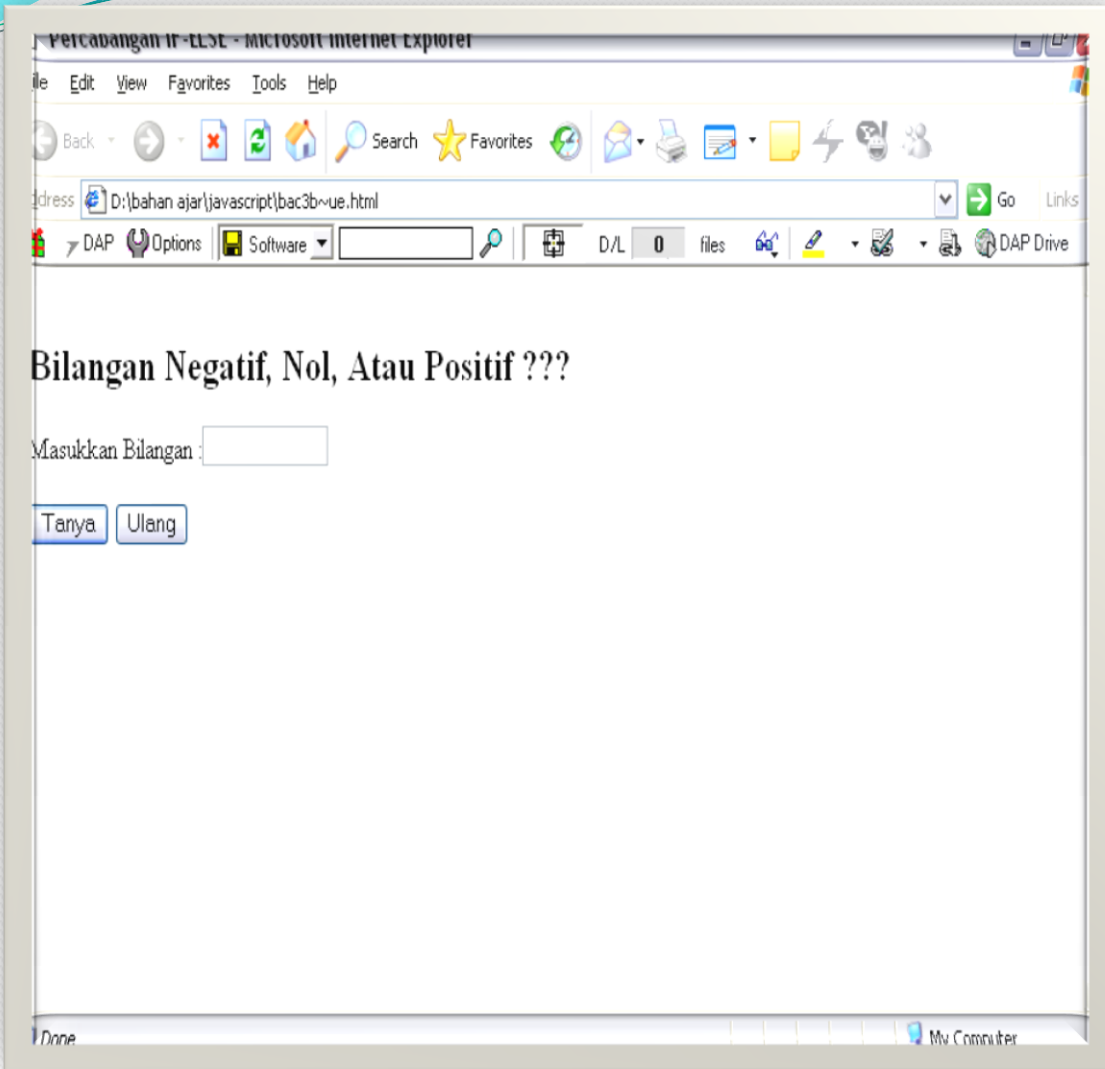 Percabangan IF-ELSE - Microsoft Internet Explorer
Edit View Favorites Tools Help
Back Search Favorites
D:\bahan ajar\javascript\bac3b~ue.html Go Links
DAP Options Software D/L 0 files DAP Drive
Bilangan Negatif, Nol, Atau Positif ???
Masukkan Bilangan :
Tanya Ulang
Done My Computer